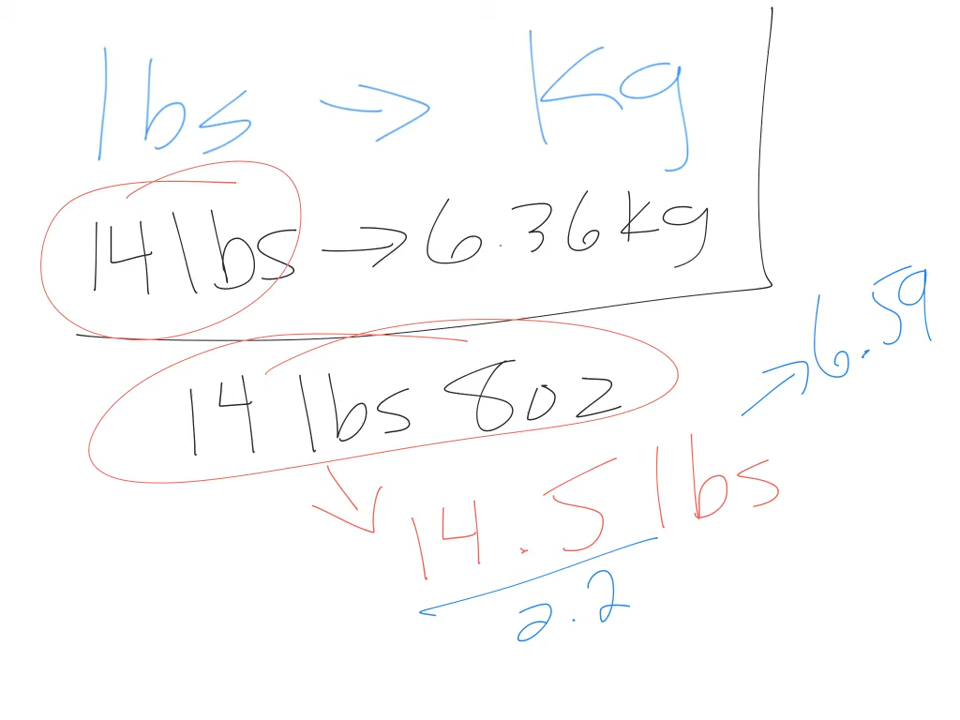 lbs → kg
14 lbs → 6.36 kg
14 lbs 8oz
→ 6.59
14.5 lbs
2.2